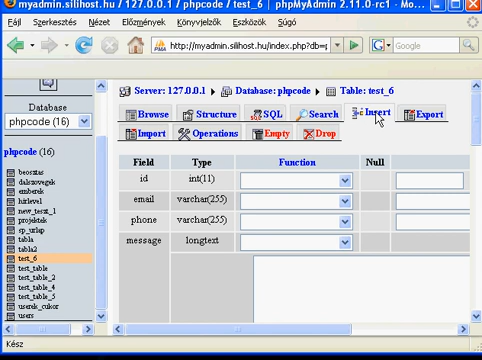 myadmin.silihost.hu / 127.0.0.1 / phpcode / test_6 | phpMyAdmin 2.11.0-rc1 - Mo...
Fájl Szerkesztés Nézet Előzmények Könyvjelzők Eszközök Súgó
http://myadmin.silihost.hu/index.php?db=p
Google
Server: 127.0.0.1 Database: phpcode Table: test_6
Browse Structure SQL Search Insert Export
Import Operations Empty Drop
Database
phpcode (16)
phpcode (16)
beosztas
dalszovegek
emberek
hirlevel
new_teszt_1
projektek
sp_urlap
tabla
tabla2
test_6
test_table
test_table_2
test_table_4
test_table_5
userek_cukor
users
Field Type Function Null
id int(11)
email varchar(255)
phone varchar(255)
message longtext
Kész